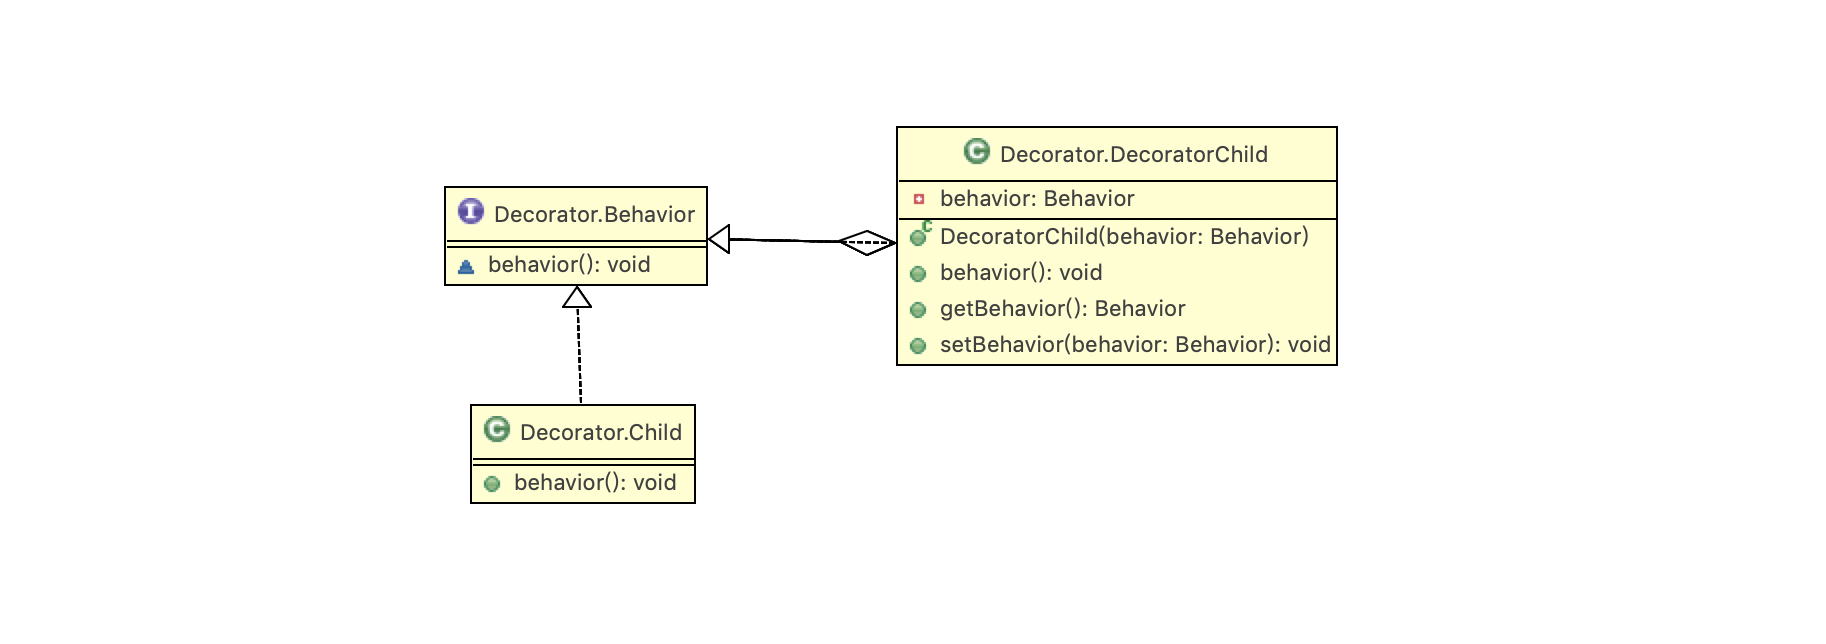 I Decorator.Behavior
behavior(): void
C Decorator.Child
behavior(): void
C Decorator.DecoratorChild
behavior: Behavior
C DecoratorChild(behavior: Behavior)
behavior(): void
getBehavior(): Behavior
setBehavior(behavior: Behavior): void